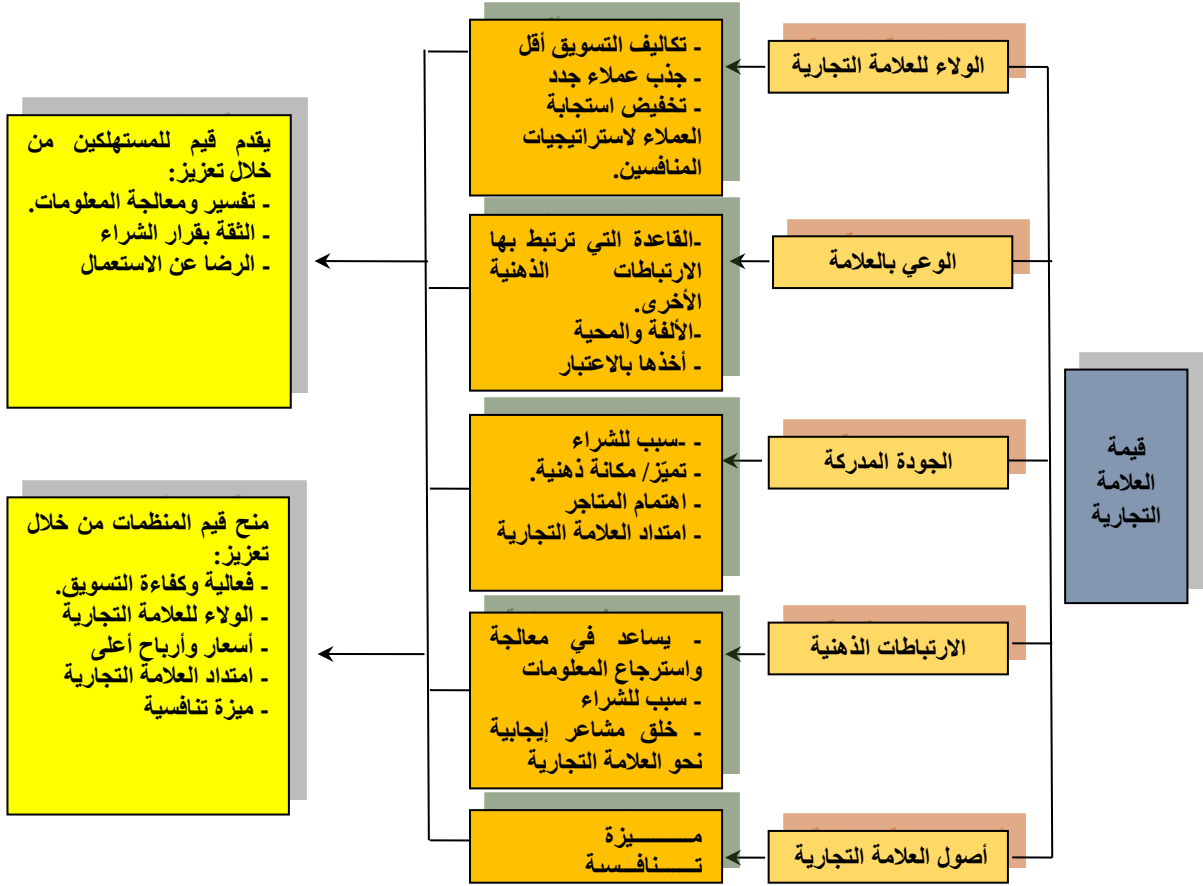 قيمة
العلامة
التجارية
الولاء للعلامة التجارية
- تكاليف التسويق أقل
- جذب عملاء جدد
- تخفيض استجابة
العملاء لاستراتيجيات
المنافسين.
الوعي بالعلامة
-القاعدة التي ترتبط بها
الارتباطات الذهنية
الأخرى.
-الألفة والمحية
- أخذها بالاعتبار
الجودة المدركة
- -سبب للشراء
- تميّز/ مكانة ذهنية.
- اهتمام المتاجر
- امتداد العلامة التجارية
الارتباطات الذهنية
- يساعد في معالجة
واسترجاع المعلومات
- سبب للشراء
- خلق مشاعر إيجابية
نحو العلامة التجارية
أصول العلامة التجارية
مـــــــيزة
تـــــنافـــسية
يقدم قيم للمستهلكين من
خلال تعزيز:
- تفسير ومعالجة المعلومات.
- الثقة بقرار الشراء
- الرضا عن الاستعمال
منح قيم المنظمات من خلال
تعزيز:
- فعالية وكفاءة التسويق.
- الولاء للعلامة التجارية
- أسعار وأرباح أعلى
- امتداد العلامة التجارية
- ميزة تنافسية